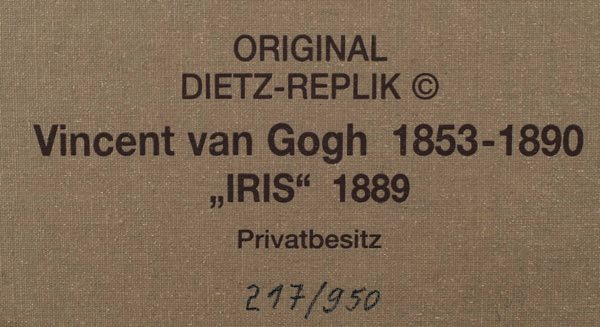 ORIGINAL
DIETZ-REPLIK ©
Vincent van Gogh 1853-1890
„IRIS“ 1889
Privatbesitz
217/950